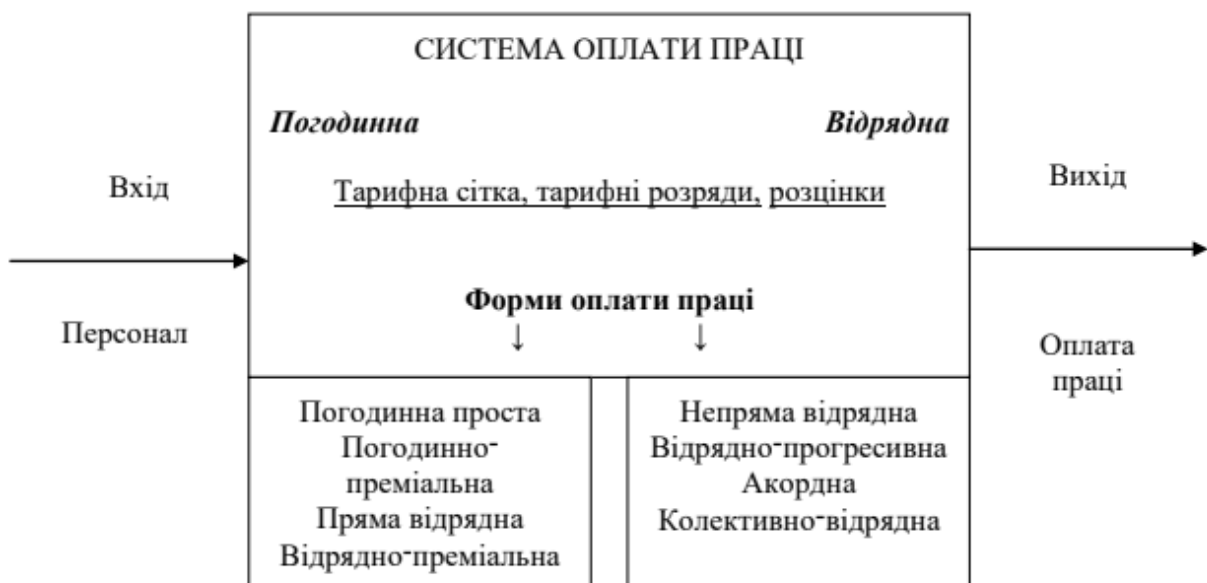 СИСТЕМА ОПЛАТИ ПРАЦІ
Погодинна
Відрядна
Тарифна сітка, тарифні розряди, розцінки
Вхід
Персонал
Вихід
Оплата
праці
Форми оплати праці
↓ ↓
Погодинна проста
Погодинно-
преміальна
Пряма відрядна
Відрядно-преміальна
Непряма відрядна
Відрядно-прогресивна
Акордна
Колективно-відрядна